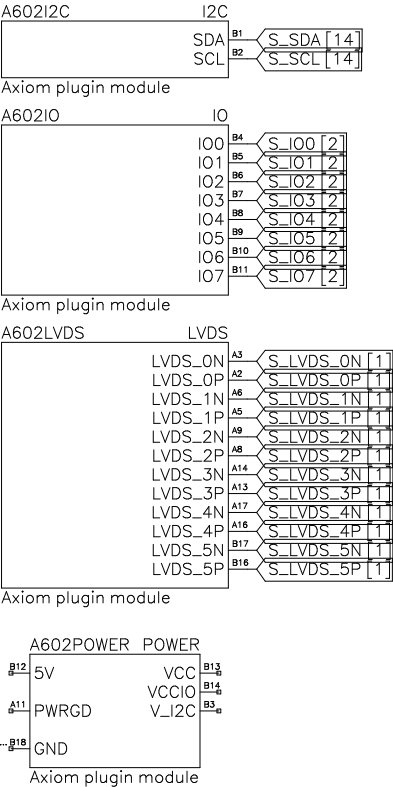 A602I2C I2C
SDA B1 S_SDA [14]
SCL B2 S_SCL [14]
Axiom plugin module
A602IO IO
IO0 B4 S_IO0 [2]
IO1 B5 S_IO1 [2]
IO2 B6 S_IO2 [2]
IO3 B7 S_IO3 [2]
IO4 B8 S_IO4 [2]
IO5 B9 S_IO5 [2]
IO6 B10 S_IO6 [2]
IO7 B11 S_IO7 [2]
Axiom plugin module
A602LVDS LVDS
LVDS_0N A3 S_LVDS_0N [1]
LVDS_0P A2 S_LVDS_0P [1]
LVDS_1N A6 S_LVDS_1N [1]
LVDS_1P A5 S_LVDS_1P [1]
LVDS_2N A9 S_LVDS_2N [1]
LVDS_2P A8 S_LVDS_2P [1]
LVDS_3N A14 S_LVDS_3N [1]
LVDS_3P A13 S_LVDS_3P [1]
LVDS_4N A17 S_LVDS_4N [1]
LVDS_4P A16 S_LVDS_4P [1]
LVDS_5N B17 S_LVDS_5N [1]
LVDS_5P B16 S_LVDS_5P [1]
Axiom plugin module
A602POWER POWER
B12 5V VCC B13
VCCIO B14
A11 PWRGD V_I2C B3
B18 GND
Axiom plugin module